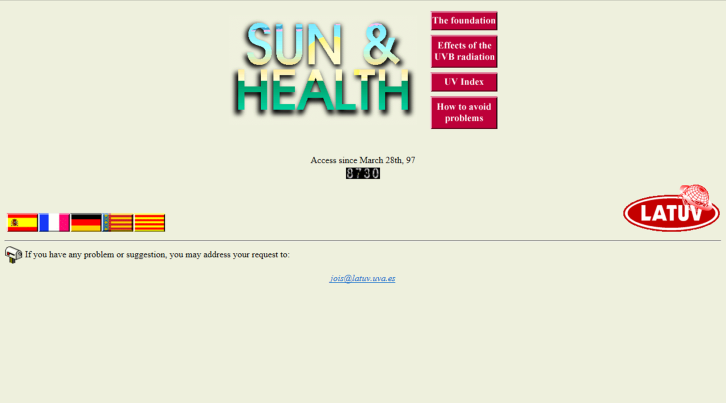 SUN &
HEALTH
The foundation
Effects of the
UVB radiation
UV Index
How to avoid
problems
Access since March 28th, 97
8730
LATUV
If you have any problem or suggestion, you may address your request to:
jois@latuv.uva.es